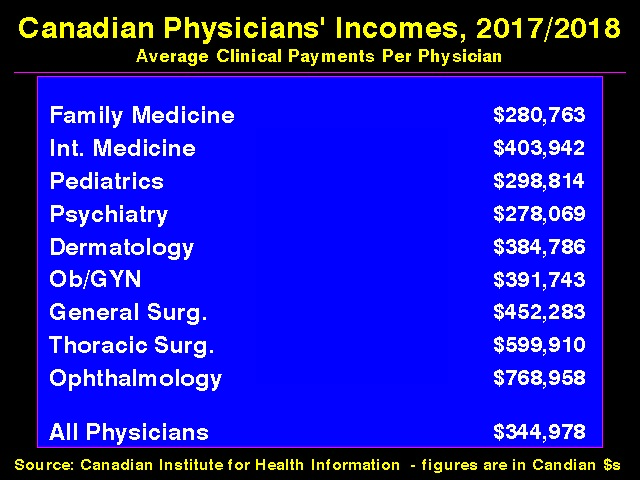 Canadian Physicians' Incomes, 2017/2018
Average Clinical Payments Per Physician
Family Medicine $280,763
Int. Medicine $403,942
Pediatrics $298,814
Psychiatry $278,069
Dermatology $384,786
Ob/GYN $391,743
General Surg. $452,283
Thoracic Surg. $599,910
Ophthalmology $768,958
All Physicians $344,978
Source: Canadian Institute for Health Information - figures are in Candian $s